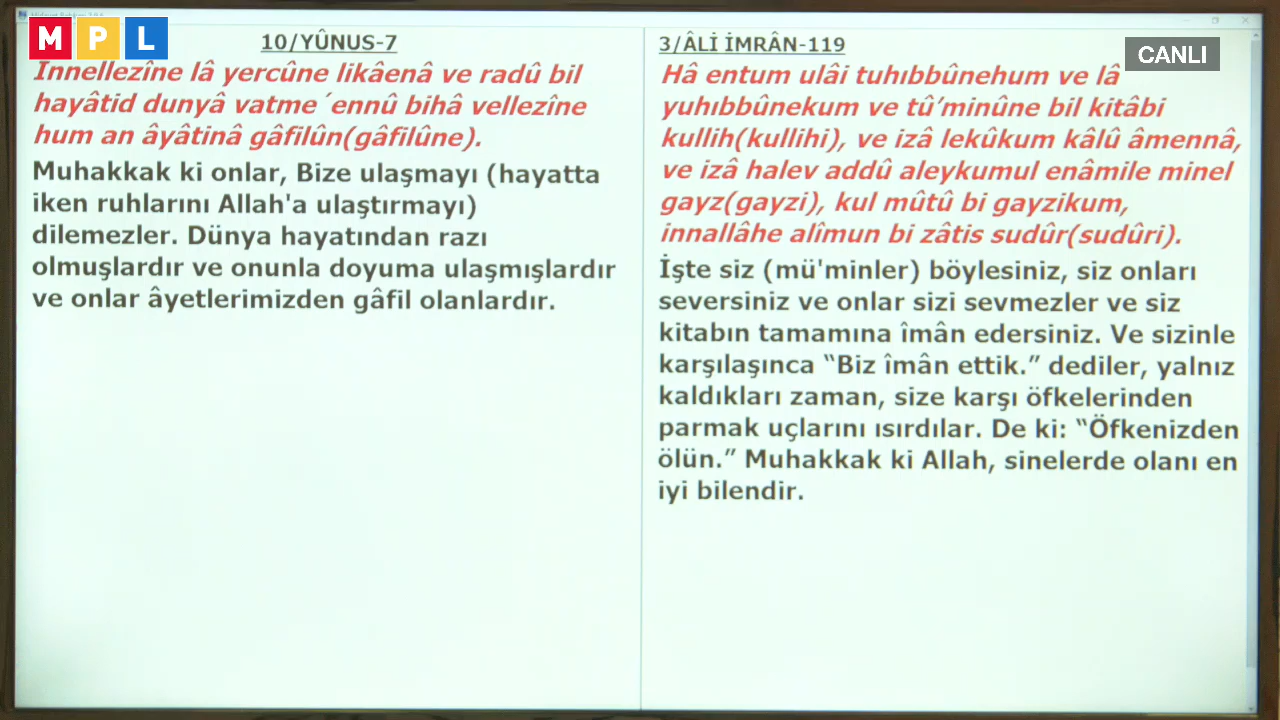 MPL
CANLI
10/YÛNUS-7
İnnellezîne lâ yercûne likâenâ ve radû bil
hayâtid dunyâ vatme´ennû bihâ vellezîne
hum an âyâtinâ gâfilûn(gâfilûne).
Muhakkak ki onlar, Bize ulaşmayı (hayatta
iken ruhlarını Allah'a ulaştırmayı)
dilemezler. Dünya hayatından razı
olmuşlardır ve onunla doyuma ulaşmışlardır
ve onlar âyetlerimizden gâfil olanlardır.
3/ÂLİ İMRÂN-119
Hâ entum ulâi tuhıbbûnehum ve lâ
yuhıbbûnekum ve tû’minûne bil kitâbi
kullih(kullihi), ve izâ lekûkum kâlû âmennâ,
ve izâ halev addû aleykumul enâmile minel
gayz(gayzi), kul mûtû bi gayzikum,
innallâhe alîmun bi zâtis sudûr(sudûri).
İşte siz (mü'minler) böylesiniz, siz onları
seversiniz ve onlar sizi sevmezler ve siz
kitabın tamamına îmân edersiniz. Ve sizinle
karşılaşınca “Biz îmân ettik.” dediler, yalnız
kaldıkları zaman, size karşı öfkelerinden
parmak uçlarını ısırdılar. De ki: “Öfkenizden
ölün.” Muhakkak ki Allah, sinelerde olanı en
iyi bilendir.